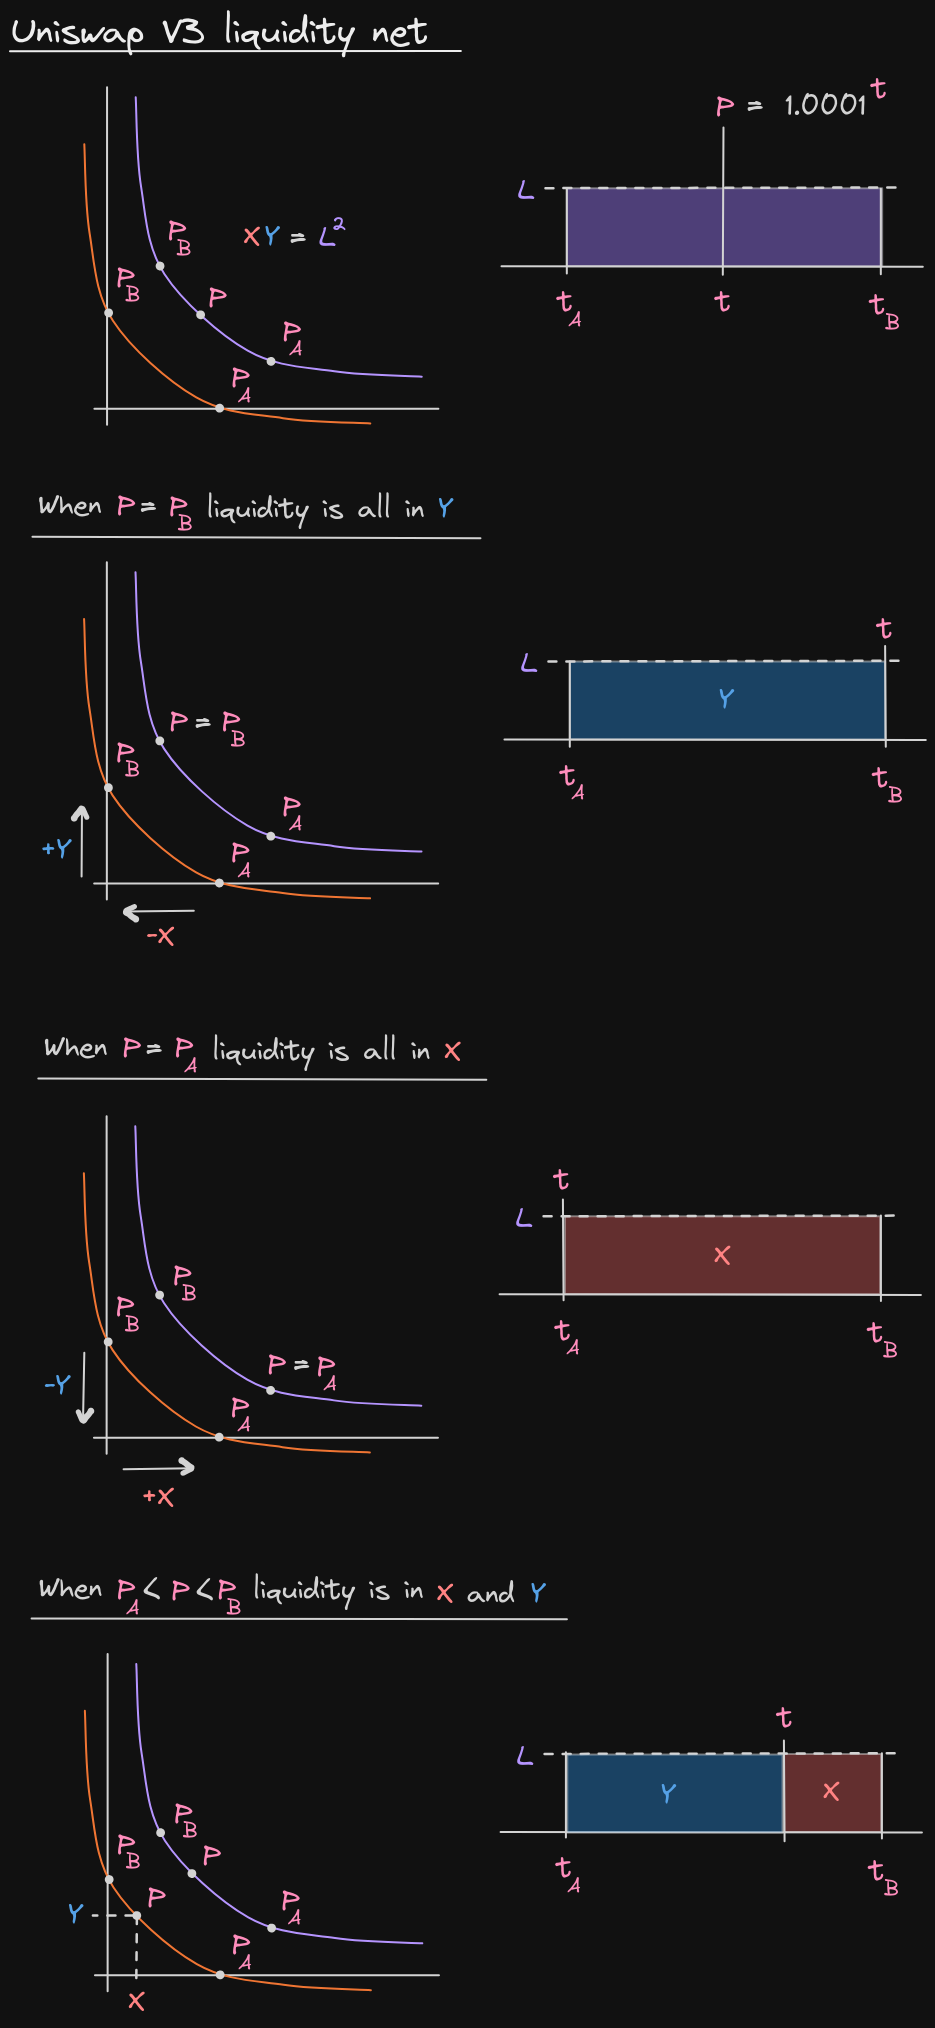 Uniswap V3 liquidity net
P = 1.0001^t
L
P_B
XY = L²
P_B
P
P_A
P_A
t_A
t
t_B
When P = P_B liquidity is all in Y
t
L
Y
P = P_B
P_B
t_A
t_B
P_A
+Y
P_A
-X
When P = P_A liquidity is all in X
t
L
X
P_B
P_B
t_A
t_B
P = P_A
-Y
P_A
+X
When P_A < P < P_B liquidity is in X and Y
t
L
Y
X
P_B
P_B
P
t_A
t_B
P
Y
P_A
P_A
X